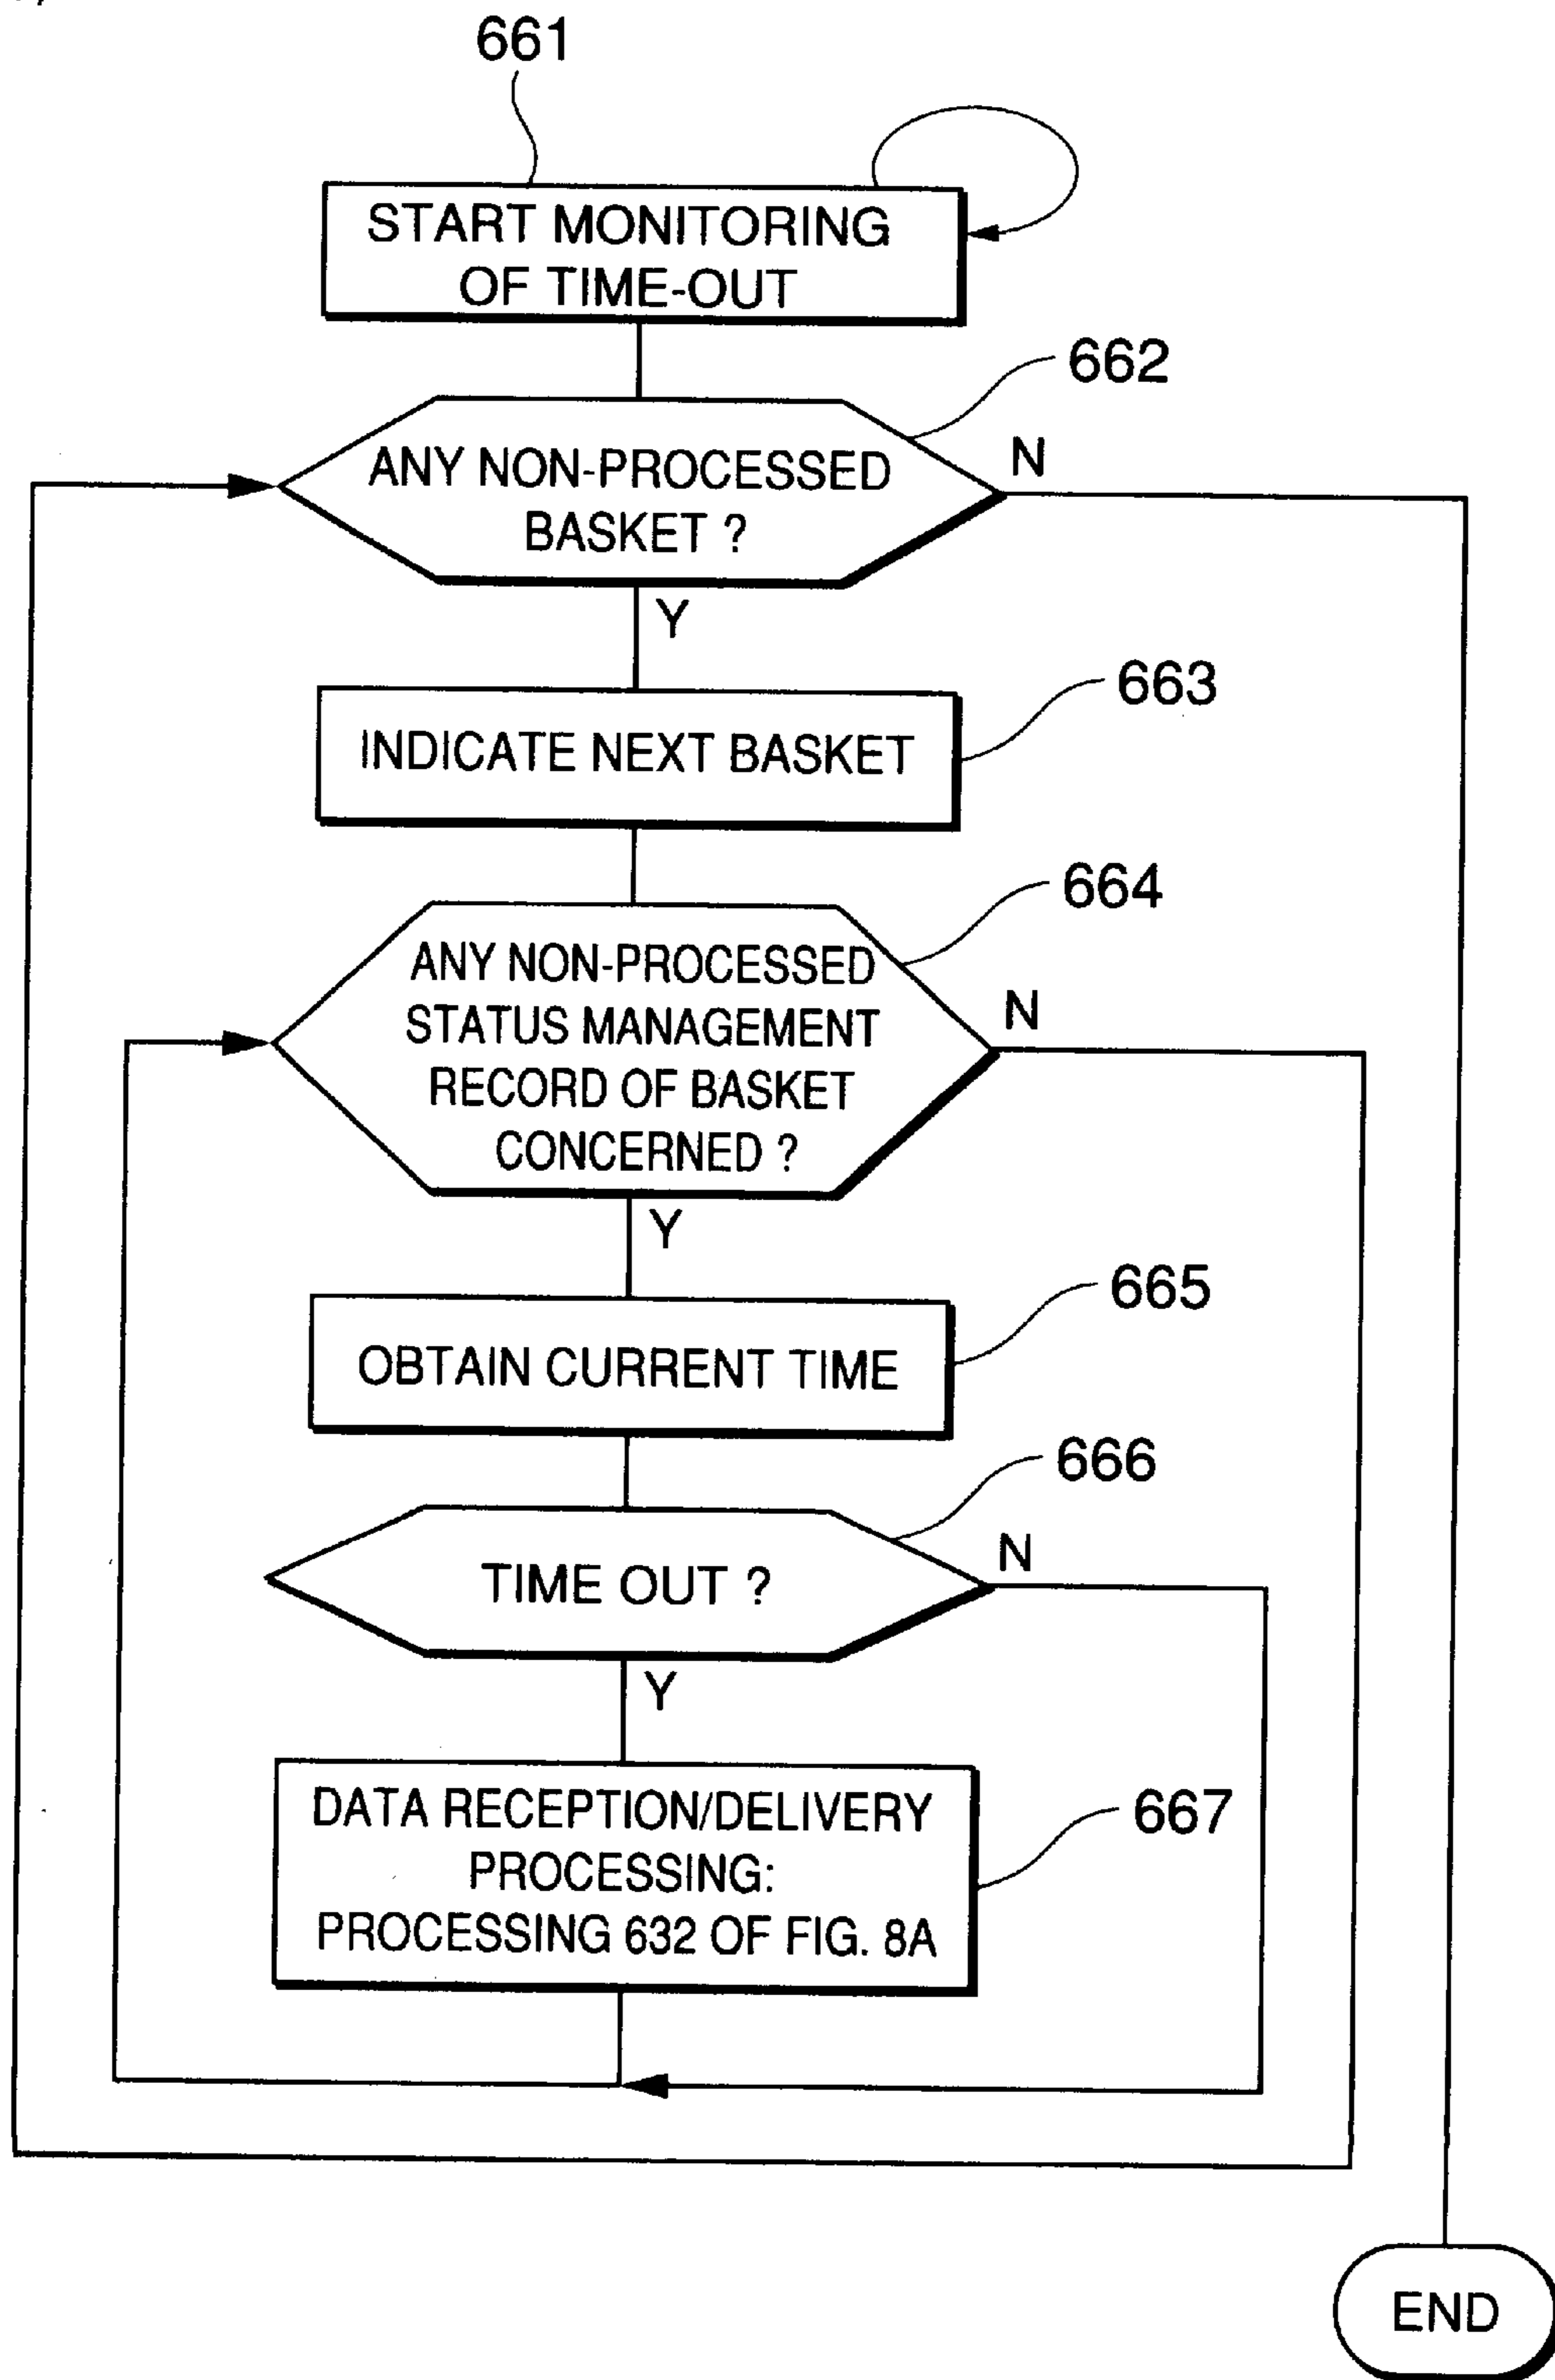 661
START MONITORING
OF TIME-OUT
662
ANY NON-PROCESSED
BASKET ?
N
Y
663
INDICATE NEXT BASKET
664
ANY NON-PROCESSED
STATUS MANAGEMENT
RECORD OF BASKET
CONCERNED ?
N
Y
665
OBTAIN CURRENT TIME
666
TIME OUT ?
N
Y
667
DATA RECEPTION/DELIVERY
PROCESSING:
PROCESSING 632 OF FIG. 8A
END